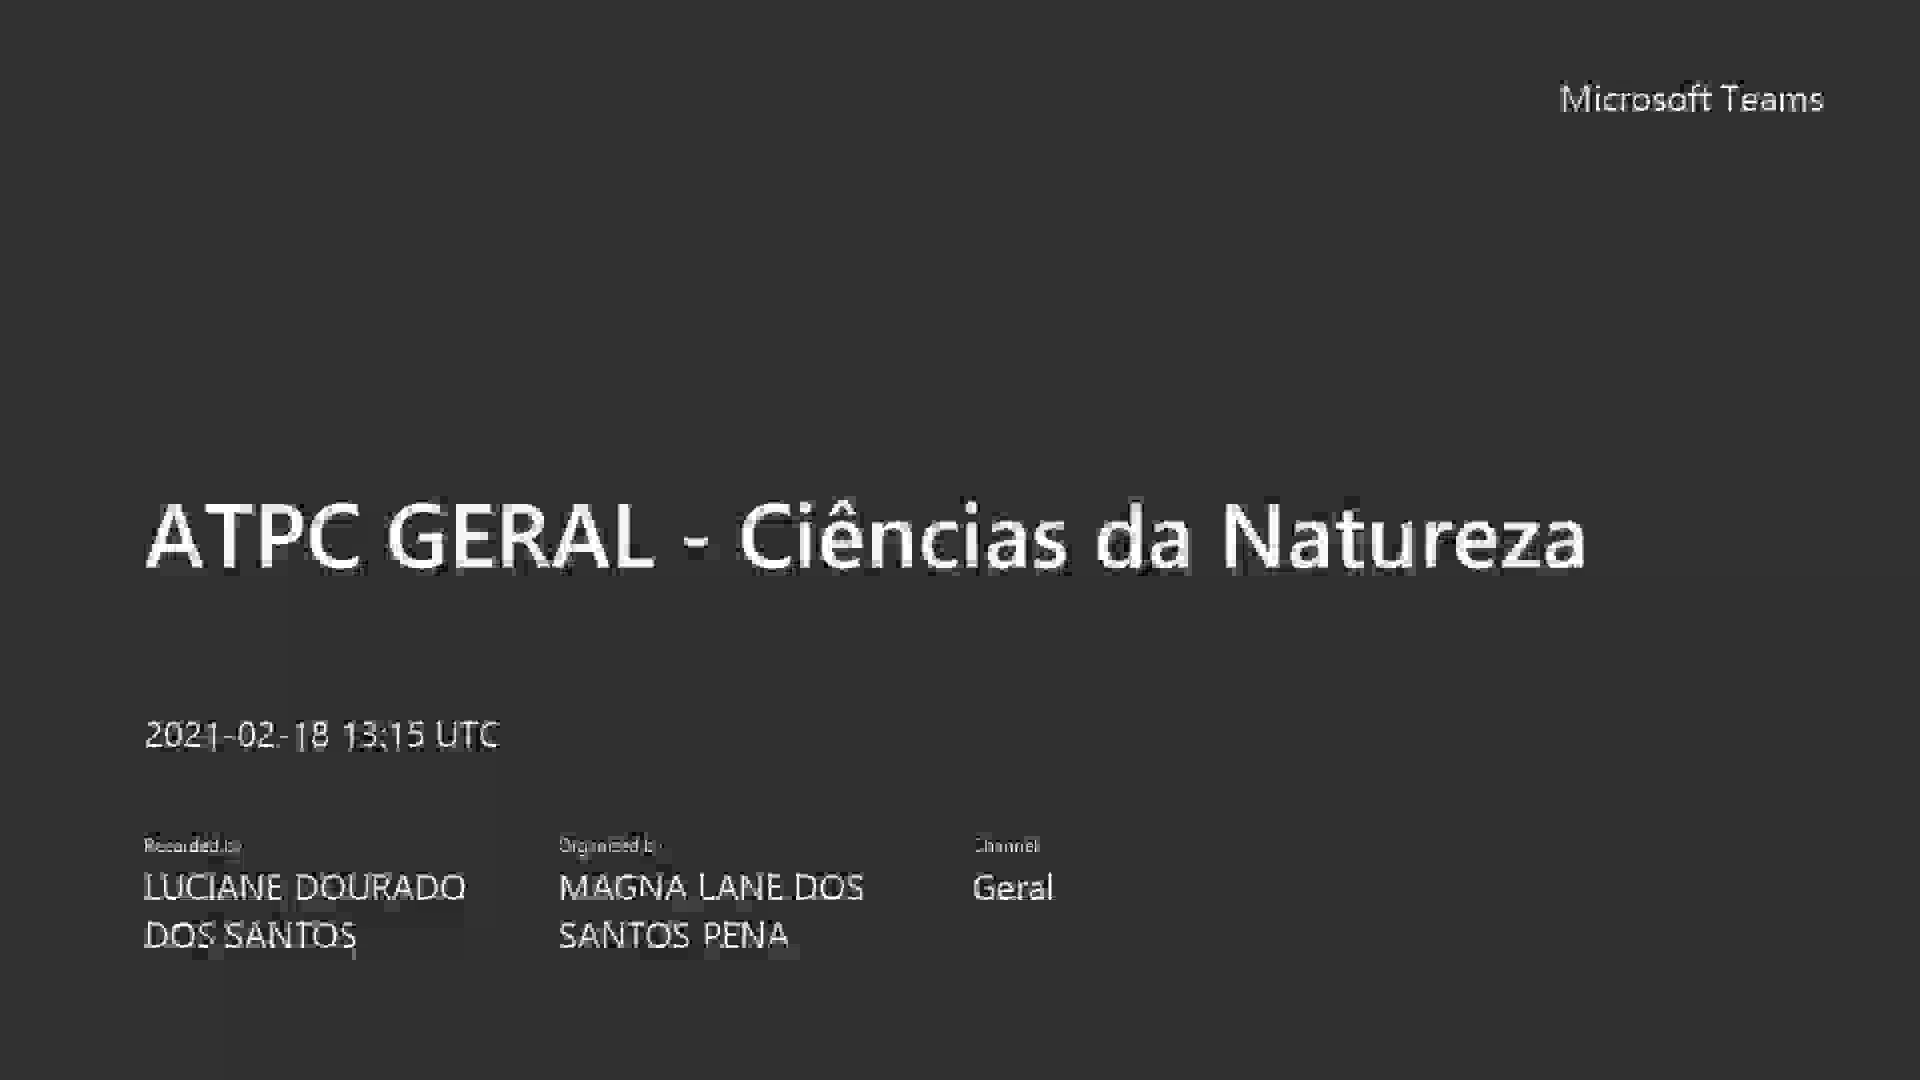 Microsoft Teams
ATPC GERAL - Ciências da Natureza
2021-02-18 13:15 UTC
Recorded by
Organized by
Channel
LUCIANE DOURADO
MAGNA LANE DOS
Geral
DOS SANTOS
SANTOS PENA